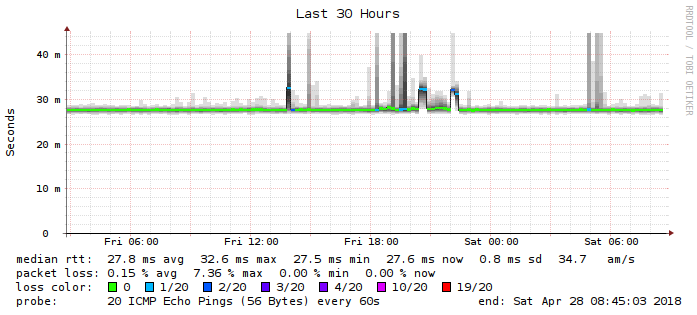 Last 30 Hours
RRDTOOL / TOBI OETIKER
Seconds
40 m
30 m
20 m
10 m
0
Fri 06:00 Fri 12:00 Fri 18:00 Sat 00:00 Sat 06:00
median rtt: 27.8 ms avg 32.6 ms max 27.5 ms min 27.6 ms now 0.8 ms sd 34.7 am/s
packet loss: 0.15 % avg 7.36 % max 0.00 % min 0.00 % now
loss color: 0 1/20 2/20 3/20 4/20 10/20 19/20
probe: 20 ICMP Echo Pings (56 Bytes) every 60s end: Sat Apr 28 08:45:03 2018